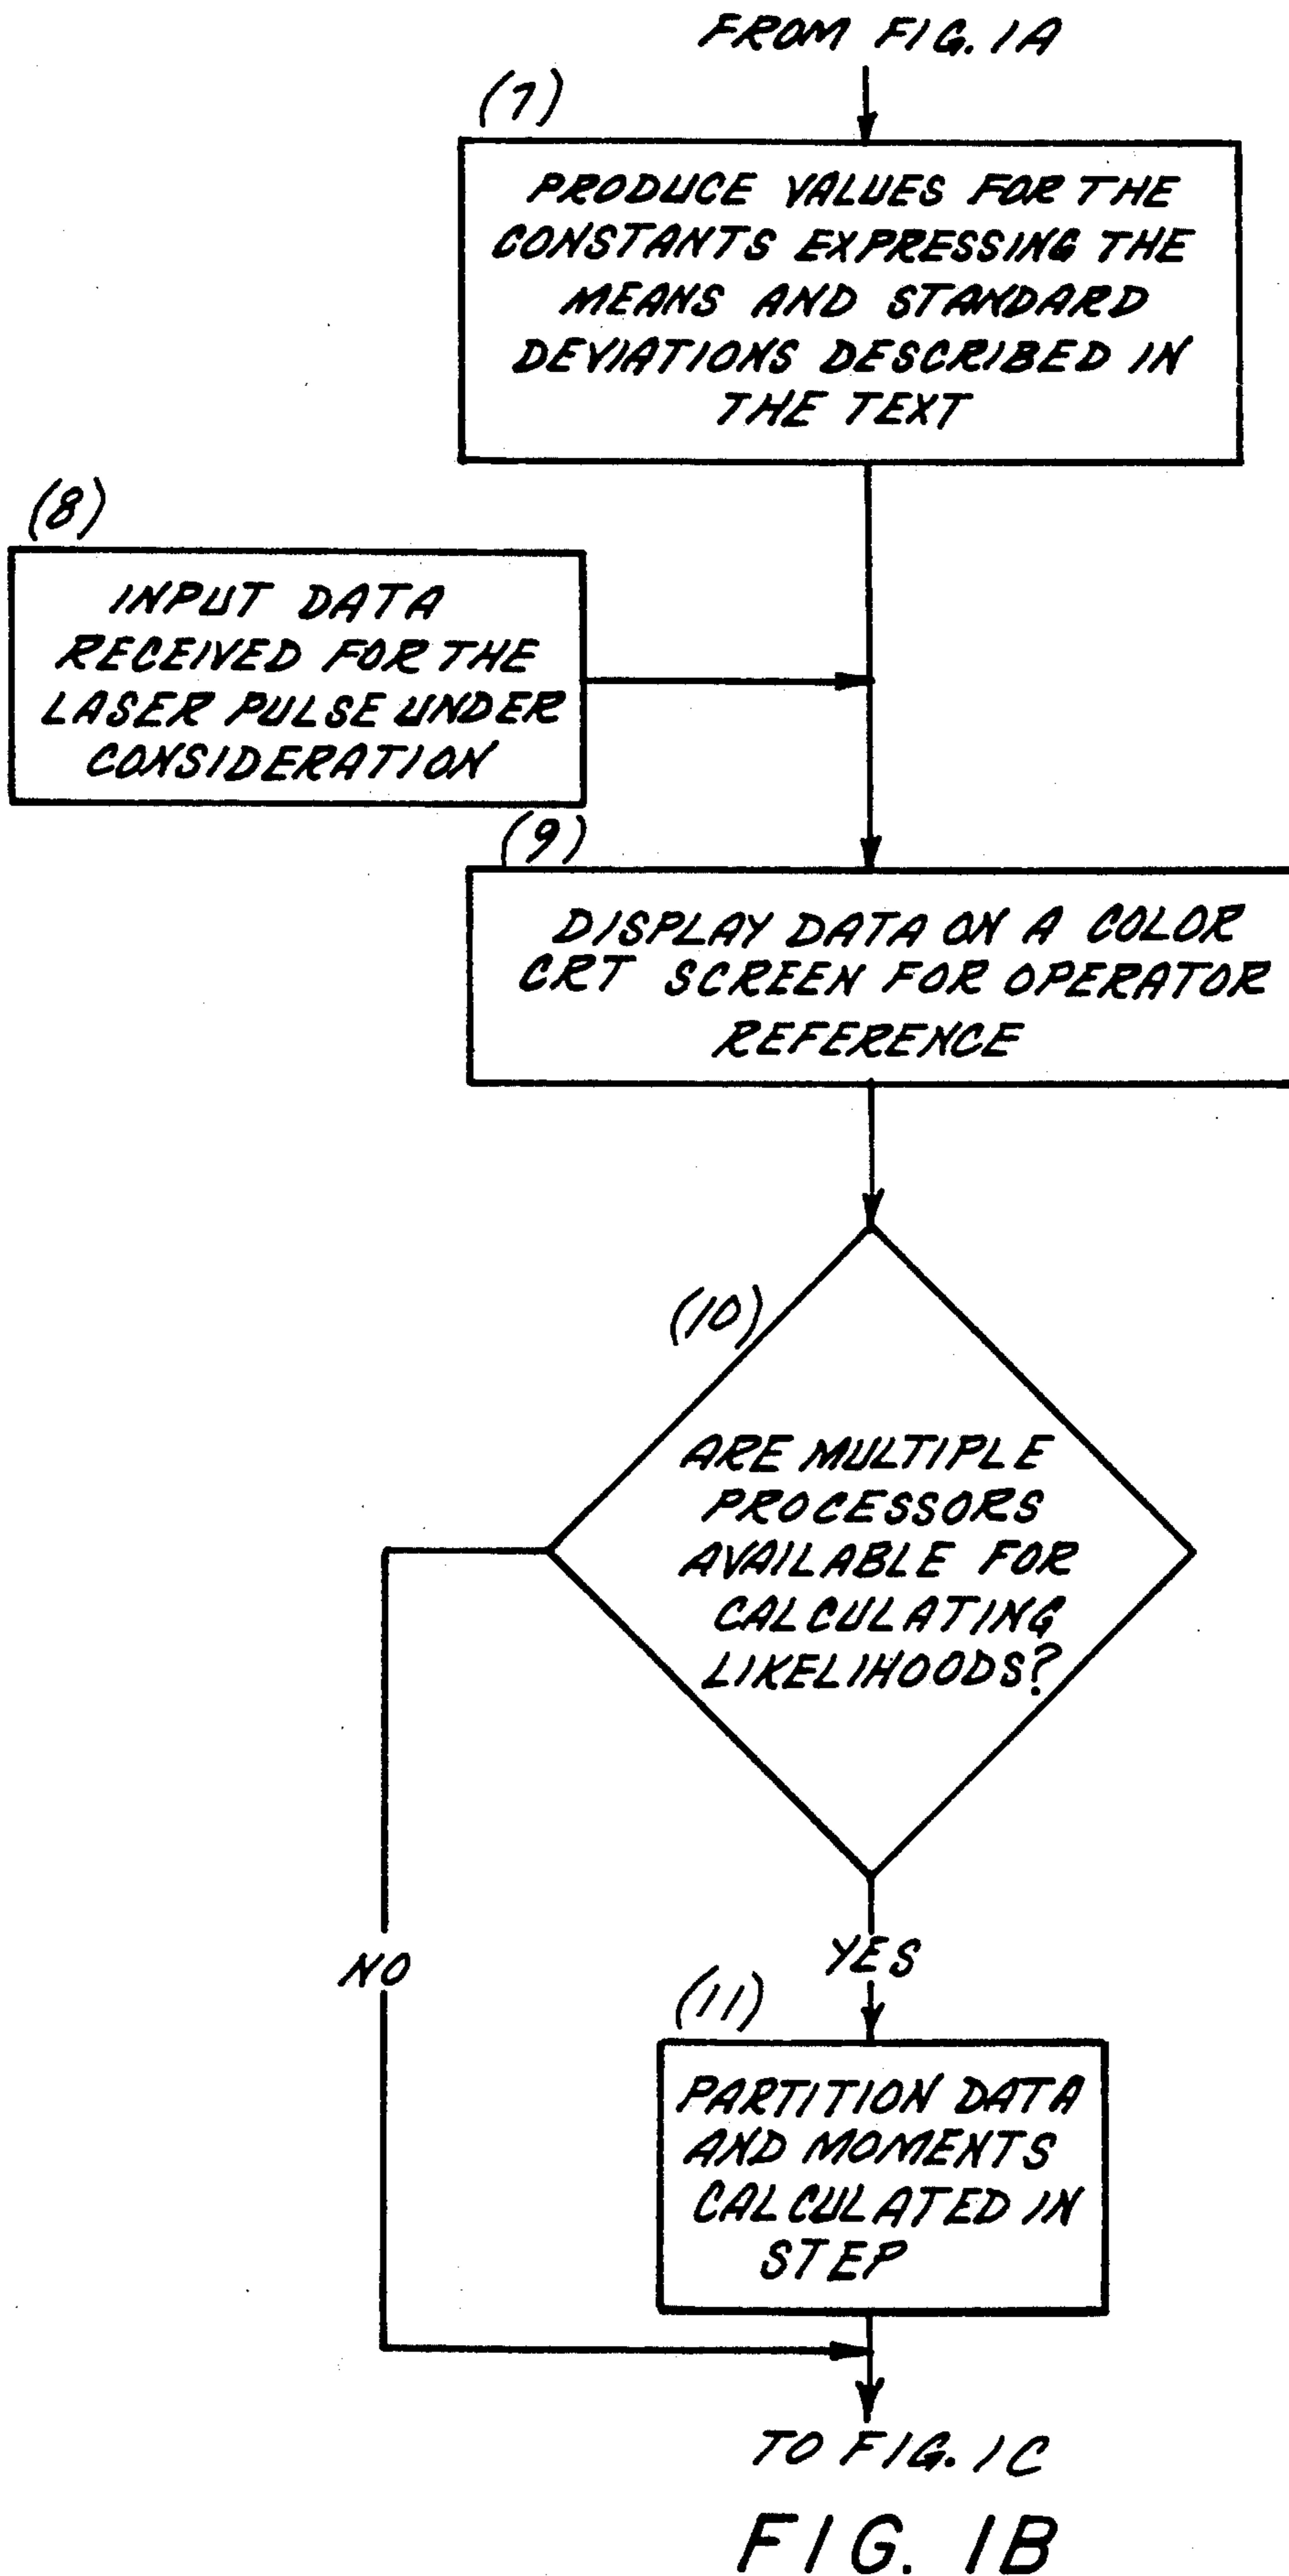 FROM FIG. 1A
(7)
PRODUCE VALUES FOR THE
CONSTANTS EXPRESSING THE
MEANS AND STANDARD
DEVIATIONS DESCRIBED IN
THE TEXT
(8)
INPUT DATA
RECEIVED FOR THE
LASER PULSE UNDER
CONSIDERATION
(9)
DISPLAY DATA ON A COLOR
CRT SCREEN FOR OPERATOR
REFERENCE
(10)
ARE MULTIPLE
PROCESSORS
AVAILABLE FOR
CALCULATING
LIKELIHOODS?
NO
YES
(11)
PARTITION DATA
AND MOMENTS
CALCULATED IN
STEP
TO FIG. 1C
FIG. 1B